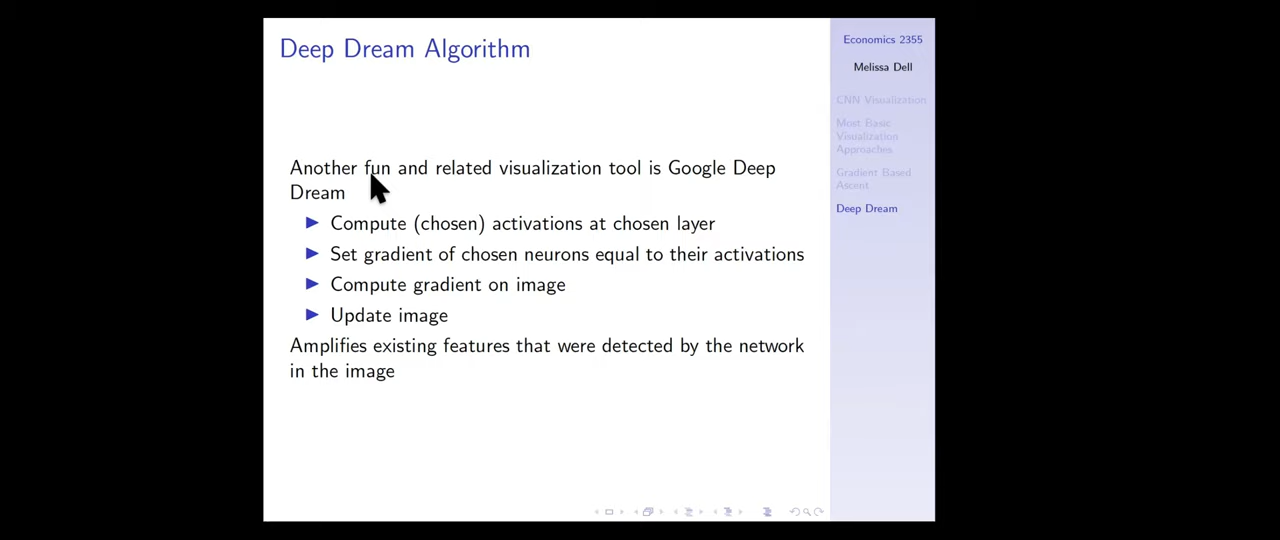 Deep Dream Algorithm
Another fun and related visualization tool is Google Deep
Dream
Compute (chosen) activations at chosen layer
Set gradient of chosen neurons equal to their activations
Compute gradient on image
Update image
Amplifies existing features that were detected by the network
in the image
Economics 2355
Melissa Dell
CNN Visualization
Most Basic
Visualization
Approaches
Gradient Based
Ascent
Deep Dream